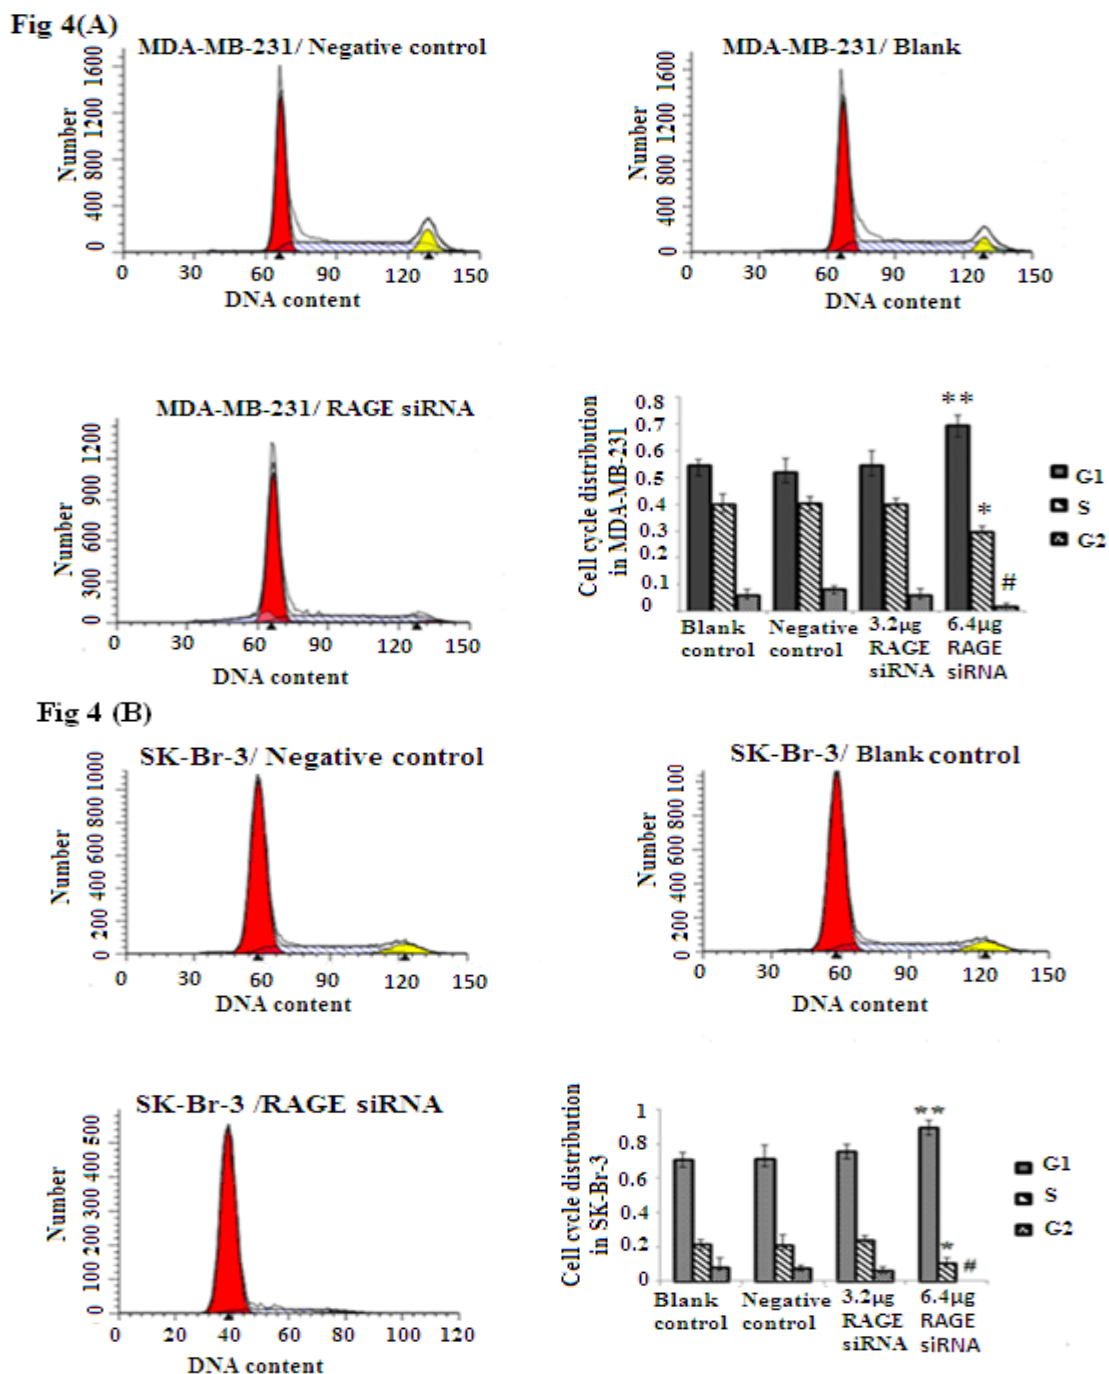 Fig 4(A)
MDA-MB-231/ Negative control
Number
0 400 800 1200 1600
0 30 60 90 120 150
DNA content
MDA-MB-231/ Blank
Number
0 400 800 1200 1600
0 30 60 90 120 150
DNA content
MDA-MB-231/ RAGE siRNA
Number
0 300 600 900 1200
0 30 60 90 120 150
DNA content
Cell cycle distribution
in MDA-MB-231
0.8
0.7
0.6
0.5
0.4
0.3
0.2
0.1
0
**
*
#
G1
S
G2
Blank
control
Negative
control
3.2μg
RAGE
siRNA
6.4μg
RAGE
siRNA
Fig 4 (B)
SK-Br-3/ Negative control
Number
0 200 400 600 800 1000
0 30 60 90 120 150
DNA content
SK-Br-3/ Blank control
Number
0 200 400 600 800 100
0 30 60 90 120 150
DNA content
SK-Br-3 /RAGE siRNA
Number
0 100 200 300 400 500
0 20 40 60 80 100 120
DNA content
Cell cycle distribution
in SK-Br-3
1
0.8
0.6
0.4
0.2
0
**
*
#
G1
S
G2
Blank
control
Negative
control
3.2μg
RAGE
siRNA
6.4μg
RAGE
siRNA